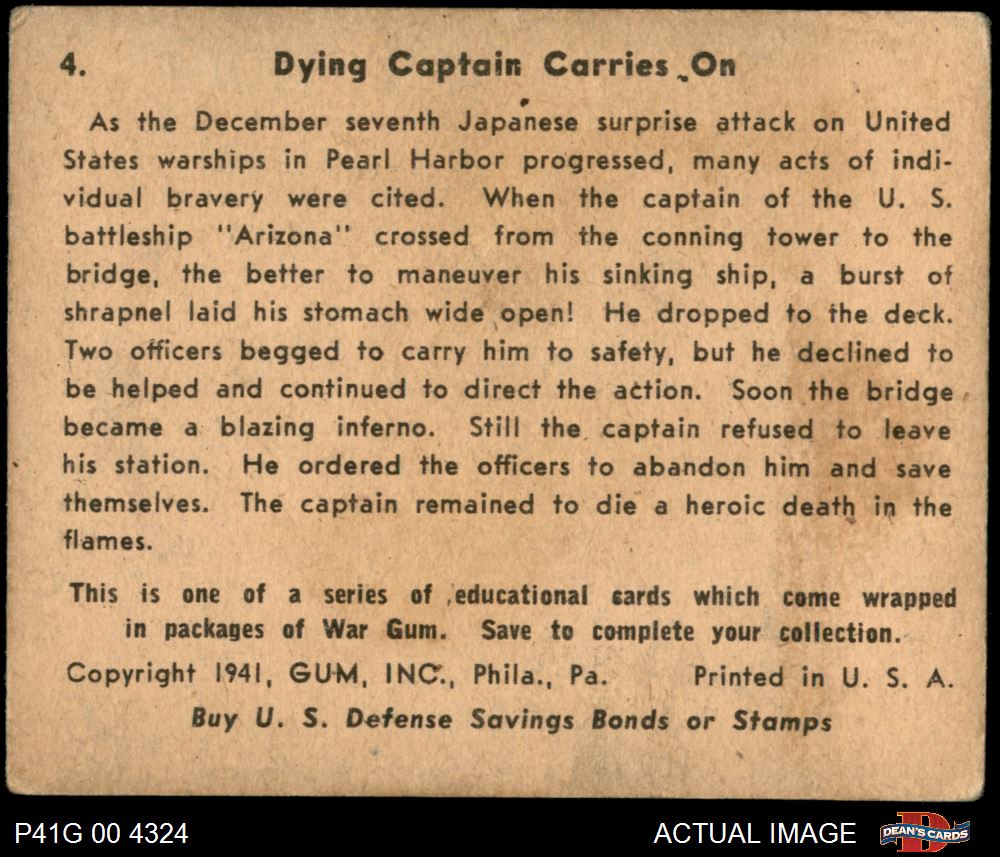 4. Dying Captain Carries On
As the December seventh Japanese surprise attack on United
States warships in Pearl Harbor progressed, many acts of indi-
vidual bravery were cited. When the captain of the U. S.
battleship "Arizona" crossed from the conning tower to the
bridge, the better to maneuver his sinking ship, a burst of
shrapnel laid his stomach wide open! He dropped to the deck.
Two officers begged to carry him to safety, but he declined to
be helped and continued to direct the action. Soon the bridge
became a blazing inferno. Still the captain refused to leave
his station. He ordered the officers to abandon him and save
themselves. The captain remained to die a heroic death in the
flames.
This is one of a series of educational cards which come wrapped
in packages of War Gum. Save to complete your collection.
Copyright 1941, GUM, INC., Phila., Pa. Printed in U. S. A.
Buy U. S. Defense Savings Bonds or Stamps
P41G 00 4324 ACTUAL IMAGE D DEAN'S CARDS